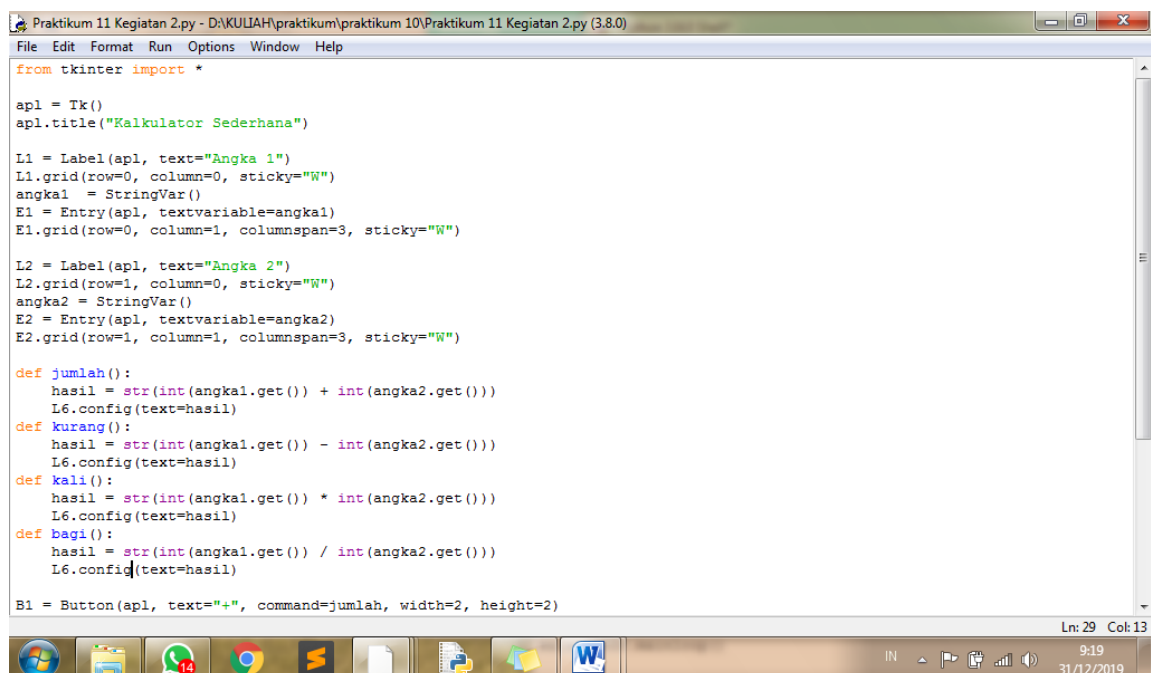 Praktikum 11 Kegiatan 2.py - D:\KULIAH\praktikum\praktikum 10\Praktikum 11 Kegiatan 2.py (3.8.0)
File Edit Format Run Options Window Help
from tkinter import *
apl = Tk()
apl.title("Kalkulator Sederhana")
L1 = Label(apl, text="Angka 1")
L1.grid(row=0, column=0, sticky="W")
angka1  = StringVar()
E1 = Entry(apl, textvariable=angka1)
E1.grid(row=0, column=1, columnspan=3, sticky="W")
L2 = Label(apl, text="Angka 2")
L2.grid(row=1, column=0, sticky="W")
angka2 = StringVar()
E2 = Entry(apl, textvariable=angka2)
E2.grid(row=1, column=1, columnspan=3, sticky="W")
def jumlah():
    hasil = str(int(angka1.get()) + int(angka2.get()))
    L6.config(text=hasil)
def kurang():
    hasil = str(int(angka1.get()) - int(angka2.get()))
    L6.config(text=hasil)
def kali():
    hasil = str(int(angka1.get()) * int(angka2.get()))
    L6.config(text=hasil)
def bagi():
    hasil = str(int(angka1.get()) / int(angka2.get()))
    L6.config(text=hasil)
B1 = Button(apl, text="+", command=jumlah, width=2, height=2)
Ln: 29 Col: 13
14
W
IN
9:19
31/12/2019